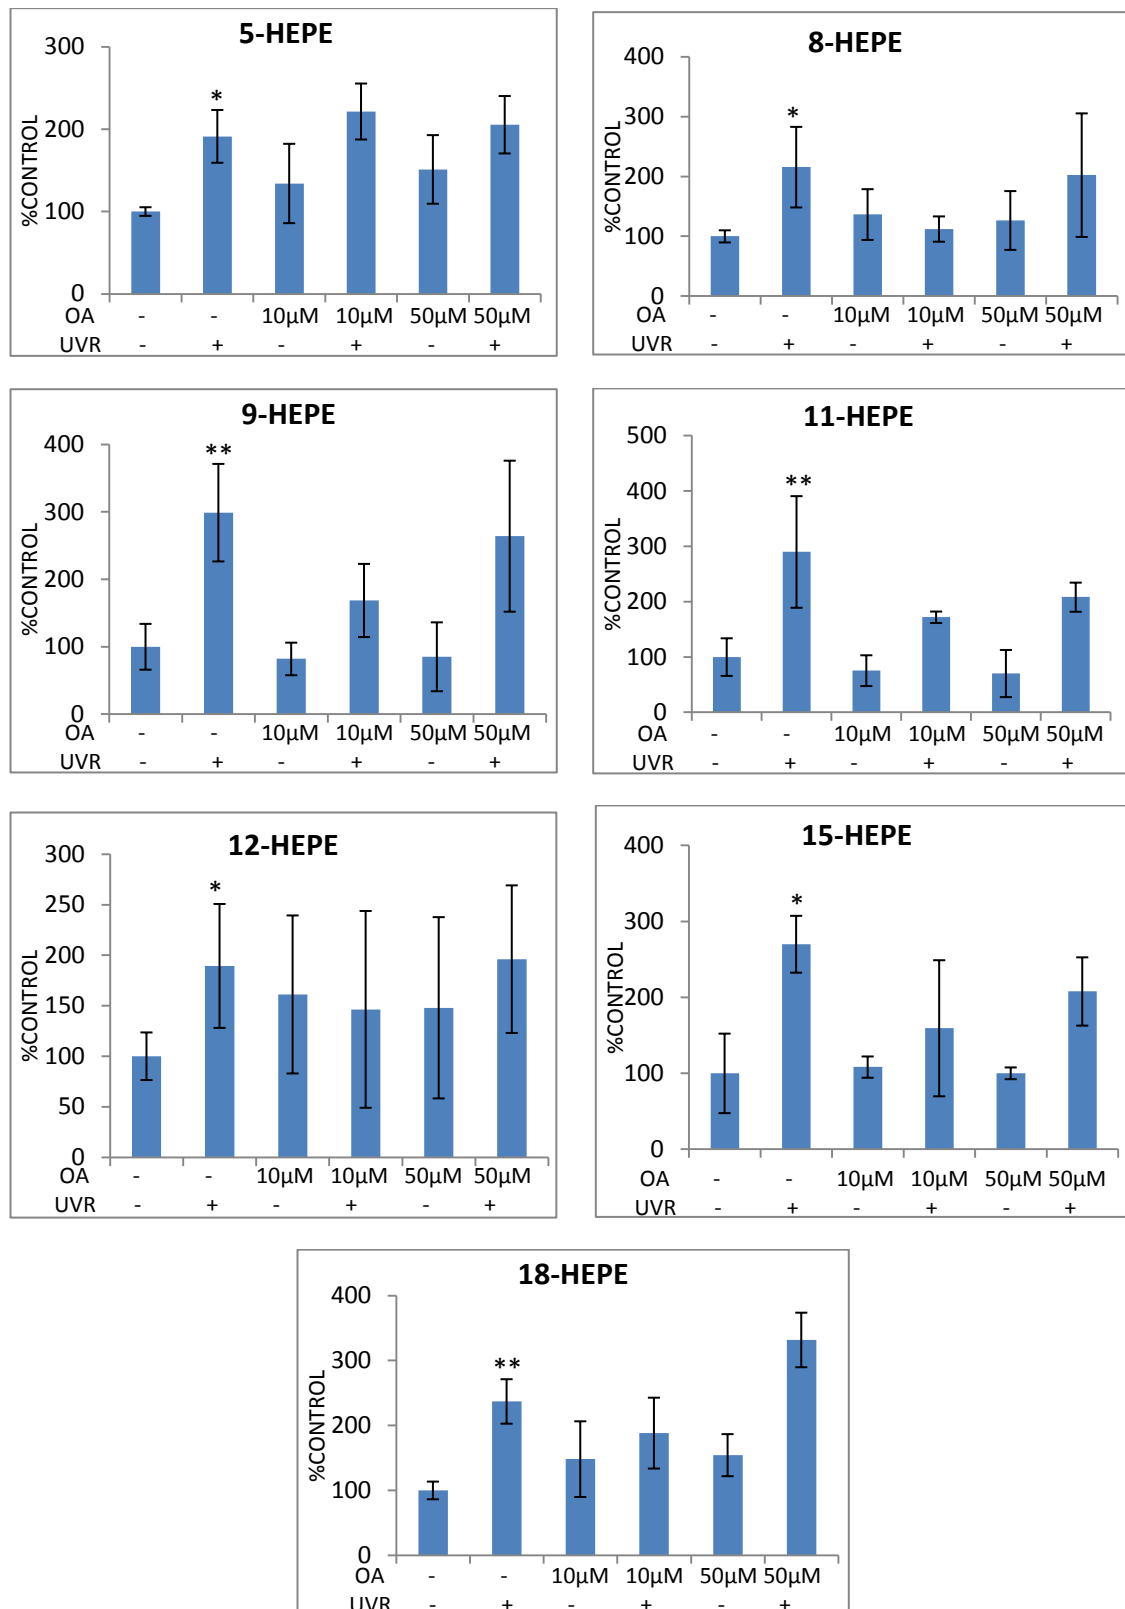 5-HEPE
300
200
100
0
%CONTROL
*
OA - - 10µM 10µM 50µM 50µM
UVR - + - + - +
8-HEPE
400
300
200
100
0
%CONTROL
*
OA - - 10µM 10µM 50µM 50µM
UVR - + - + - +
9-HEPE
400
300
200
100
0
%CONTROL
**
OA - - 10µM 10µM 50µM 50µM
UVR - + - + - +
11-HEPE
500
400
300
200
100
0
%CONTROL
**
OA - - 10µM 10µM 50µM 50µM
UVR - + - + - +
12-HEPE
300
250
200
150
100
50
0
%CONTROL
*
OA - - 10µM 10µM 50µM 50µM
UVR - + - + - +
15-HEPE
400
300
200
100
0
%CONTROL
*
OA - - 10µM 10µM 50µM 50µM
UVR - + - + - +
18-HEPE
400
300
200
100
0
%CONTROL
**
OA - - 10µM 10µM 50µM 50µM
UVR - + - + - +